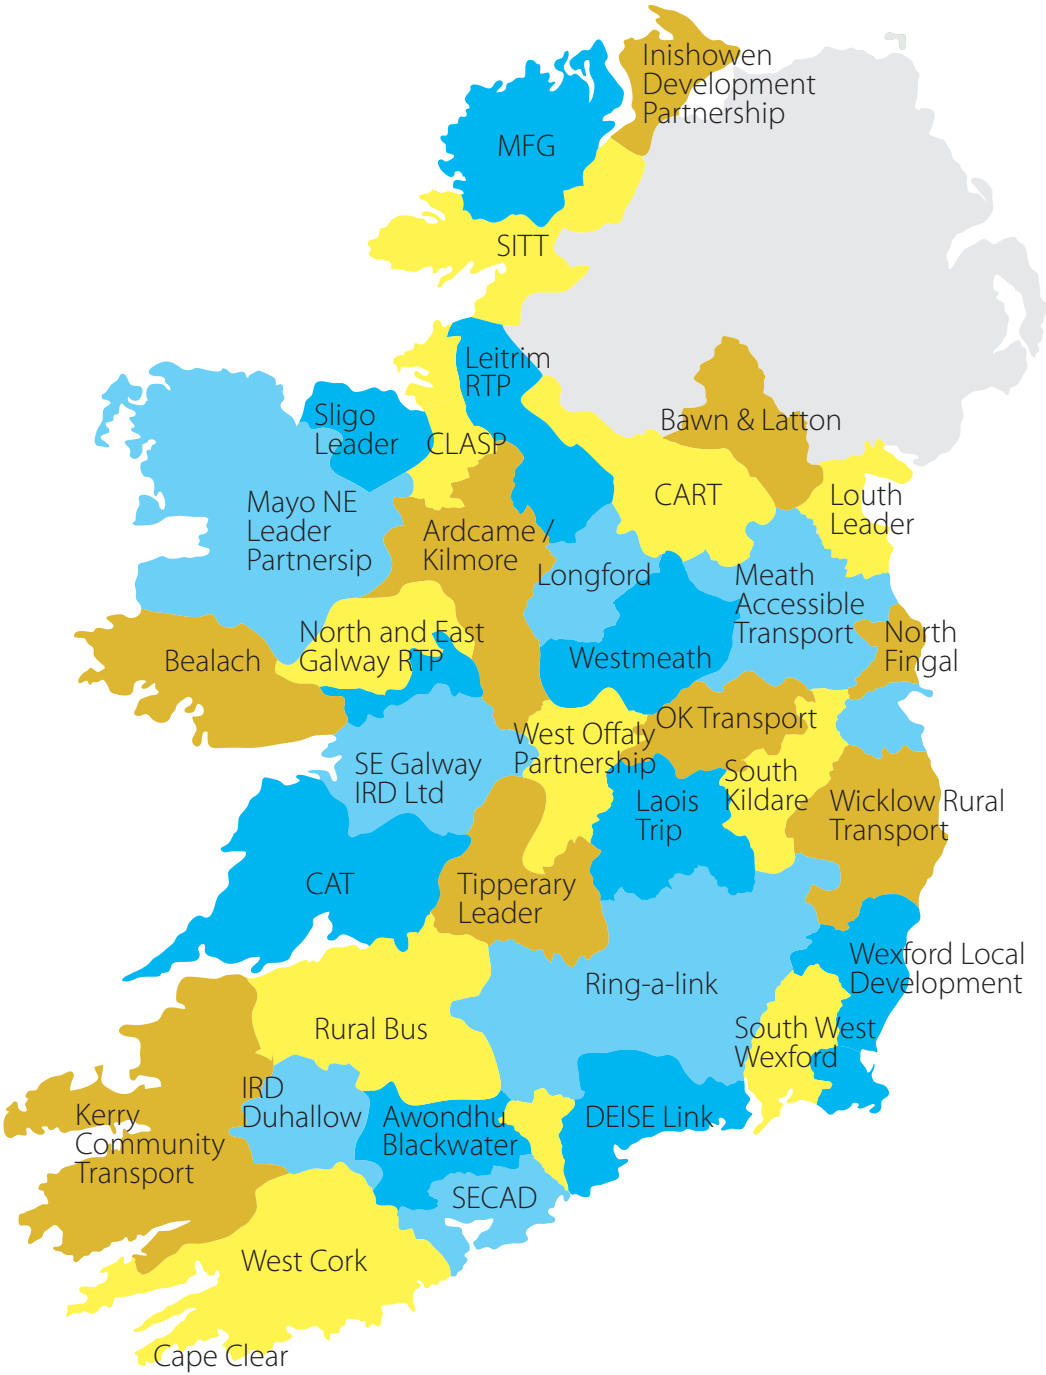 Inishowen
Development
Partnership
MFG
SITT
Leitrim
RTP
Sligo
Leader
CLASP
Bawn & Latton
Mayo NE
Leader
Partnersip
Ardcame /
Kilmore
CART
Louth
Leader
Longford
Meath
Accessible
Transport
North and East
Galway RTP
Bealach
Westmeath
North
Fingal
West Offaly
Partnership
OK Transport
SE Galway
IRD Ltd
Laois
Trip
South
Kildare
Wicklow Rural
Transport
CAT
Tipperary
Leader
Ring-a-link
Wexford Local
Development
Rural Bus
South West
Wexford
IRD
Duhallow
Kerry
Community
Transport
Awondhu
Blackwater
DEISE Link
SECAD
West Cork
Cape Clear